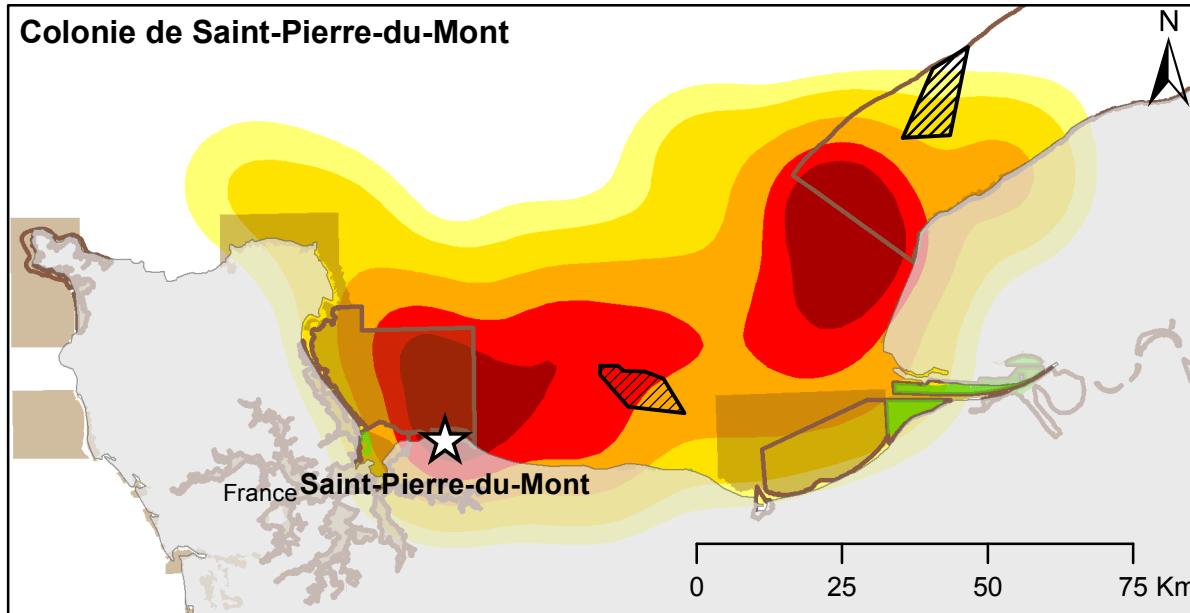 Colonie de Saint-Pierre-du-Mont
N
France
Saint-Pierre-du-Mont
0 25 50 75 Km